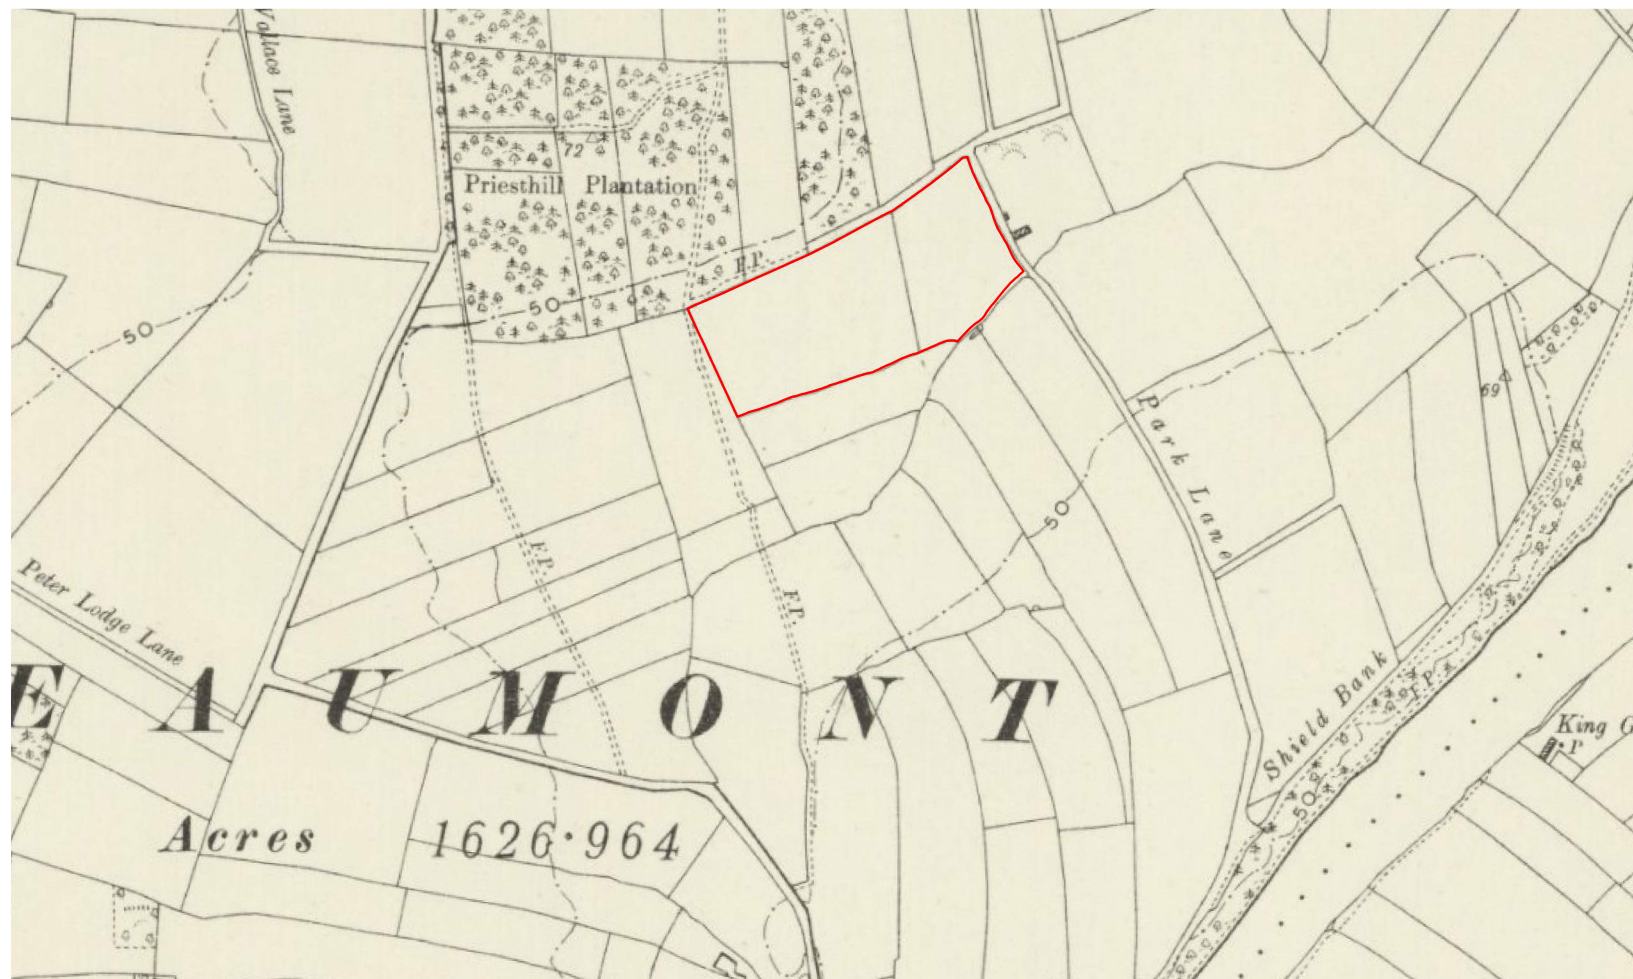 Wallace Lane
72
Priesthill Plantation
F.P.
50
50
69
Park Lane
50
F.P.
F.P.
Peter Lodge Lane
EAUMONT
Shield Bank
F.P.
50
King G
P
Acres 1626·964